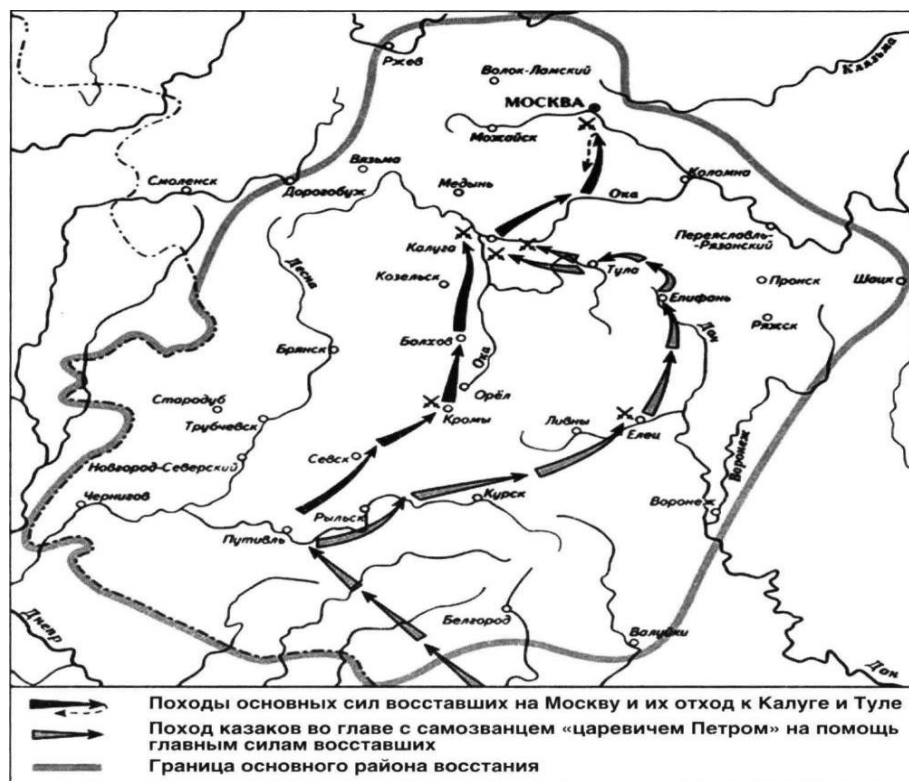 Ржев
Волок-Ламский
Клязьма
МОСКВА
Можайск
Вязьма
Смоленск
Дорогобуж
Медынь
Коломна
Ока
Переяславль-
Рязанский
Калуга
Десна
Козельск
Тула
Пронск
Шацк
Епифань
Ряжск
Дон
Болхов
Брянск
Ока
Орёл
Стародуб
Трубчевск
Кромы
Ливны
Елец
Севск
Новгород-Северский
Воронеж
Чернигов
Курск
Рыльск
Воронеж
Путивль
Белгород
Днепр
Валуйки
Дон
Походы основных сил восставших на Москву и их отход к Калуге и Туле
Поход казаков во главе с самозванцем «царевичем Петром» на помощь
главным силам восставших
Граница основного района восстания